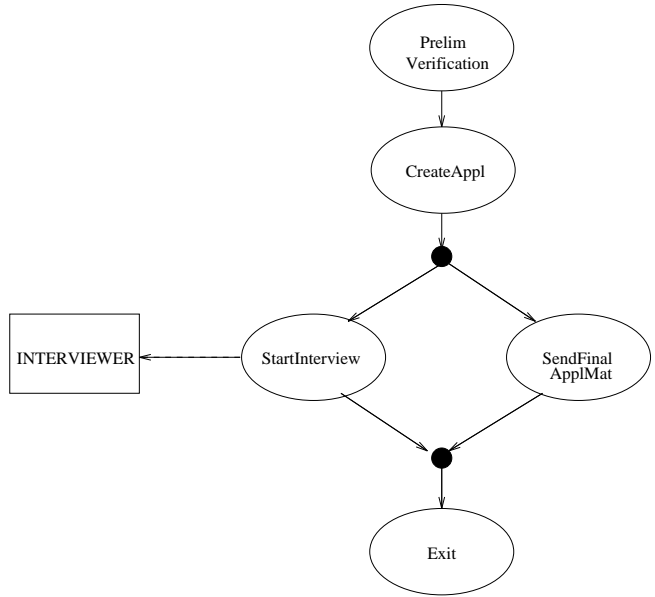 Prelim
Verification
CreateAppl
INTERVIEWER
StartInterview
SendFinal
ApplMat
Exit